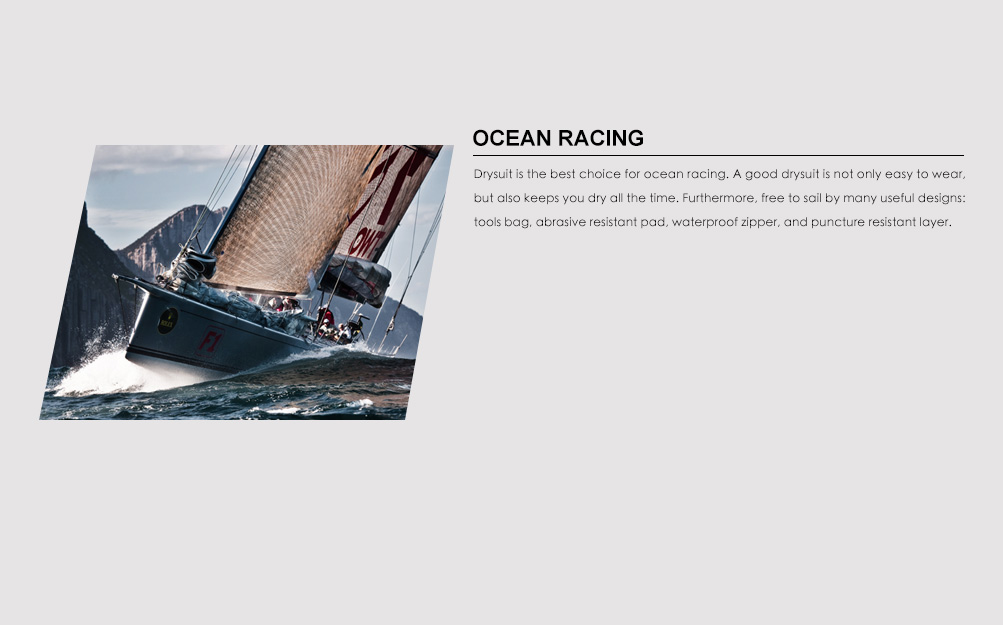 OCEAN RACING
Drysuit is the best choice for ocean racing. A good drysuit is not only easy to wear,
but also keeps you dry all the time. Furthermore, free to sail by many useful designs:
tools bag, abrasive resistant pad, waterproof zipper, and puncture resistant layer.
F1